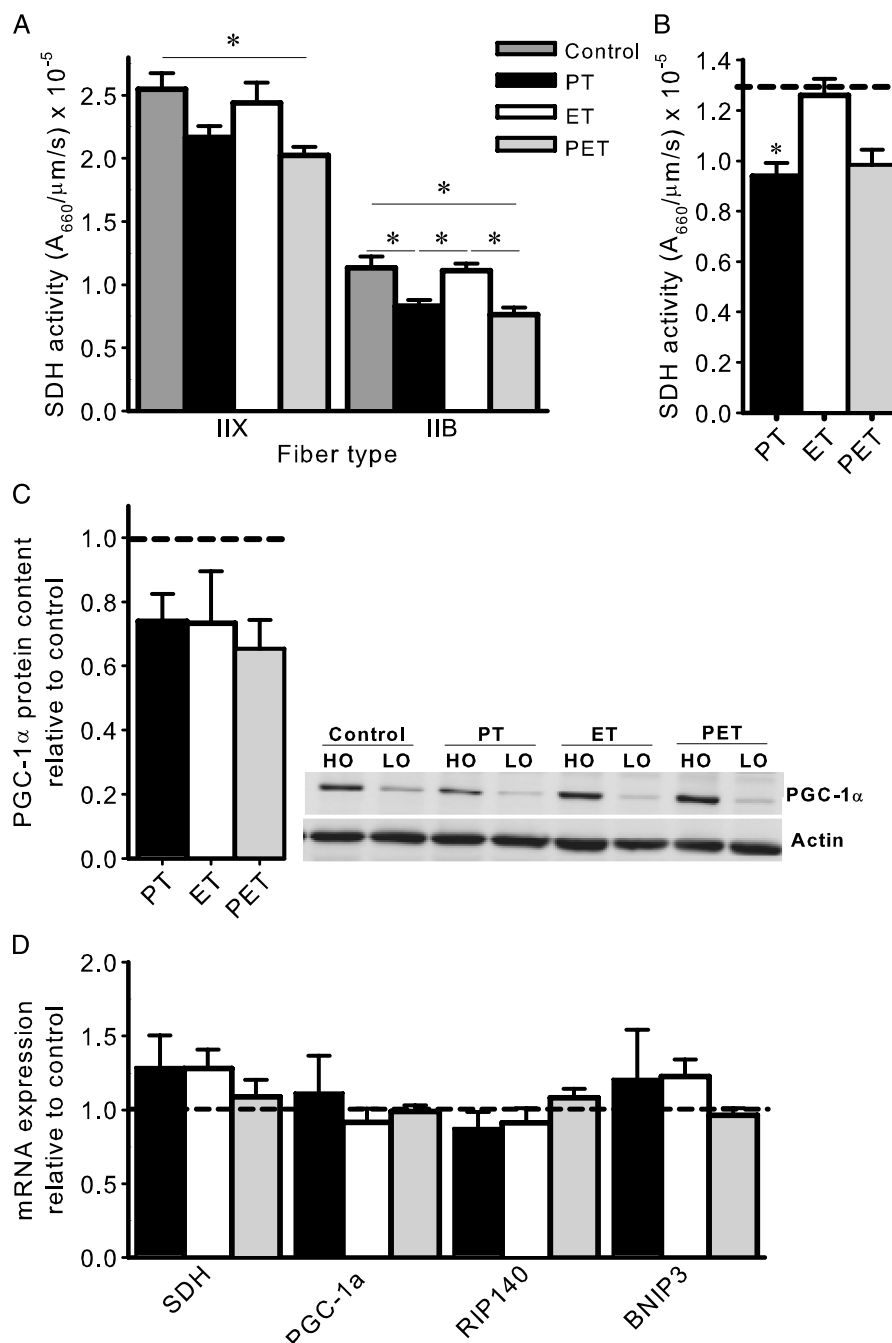 A
SDH activity (A660/μm/s) x 10-5
2.5
2.0
1.5
1.0
0.5
0.0
*
*
* * *
IIX IIB
Fiber type
Control
PT
ET
PET
B
SDH activity (A660/μm/s) x 10-5
1.4
1.2
1.0
0.8
0.6
0.4
0.2
0.0
*
PT ET PET
C
PGC-1α protein content
relative to control
1.0
0.8
0.6
0.4
0.2
0.0
PT ET PET
Control PT ET PET
HO LO HO LO HO LO HO LO
PGC-1α
Actin
D
mRNA expression
relative to control
2.0
1.5
1.0
0.5
0.0
SDH PGC-1a RIP140 BNIP3